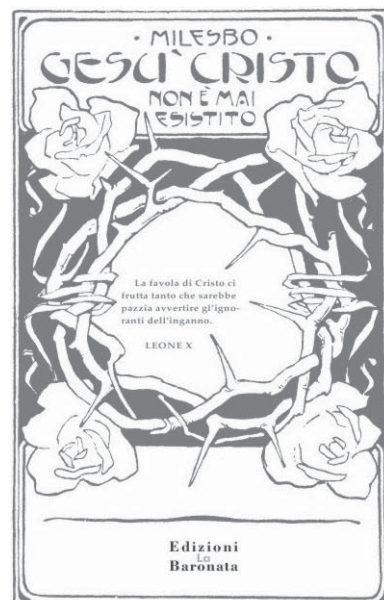 · MILESBO ·
GESU' CRISTO
NON È MAI
ESISTITO
La favola di Cristo ci
frutta tanto che sarebbe
pazzia avvertire gl'igno-
ranti dell'inganno.
LEONE X
Edizioni
La
Baronata